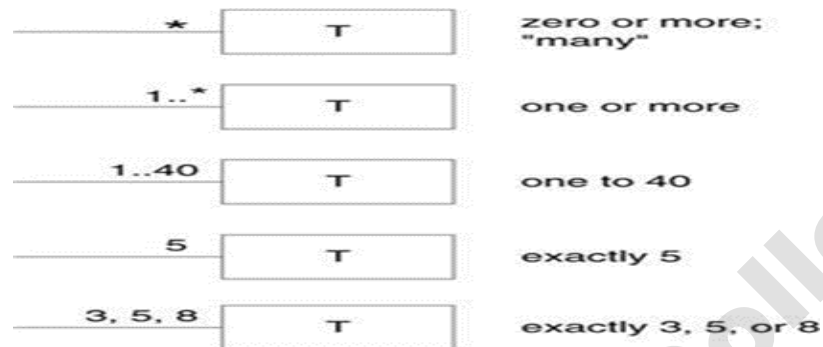 * T zero or more;
"many"
1..* T one or more
1..40 T one to 40
5 T exactly 5
3, 5, 8 T exactly 3, 5, or 8